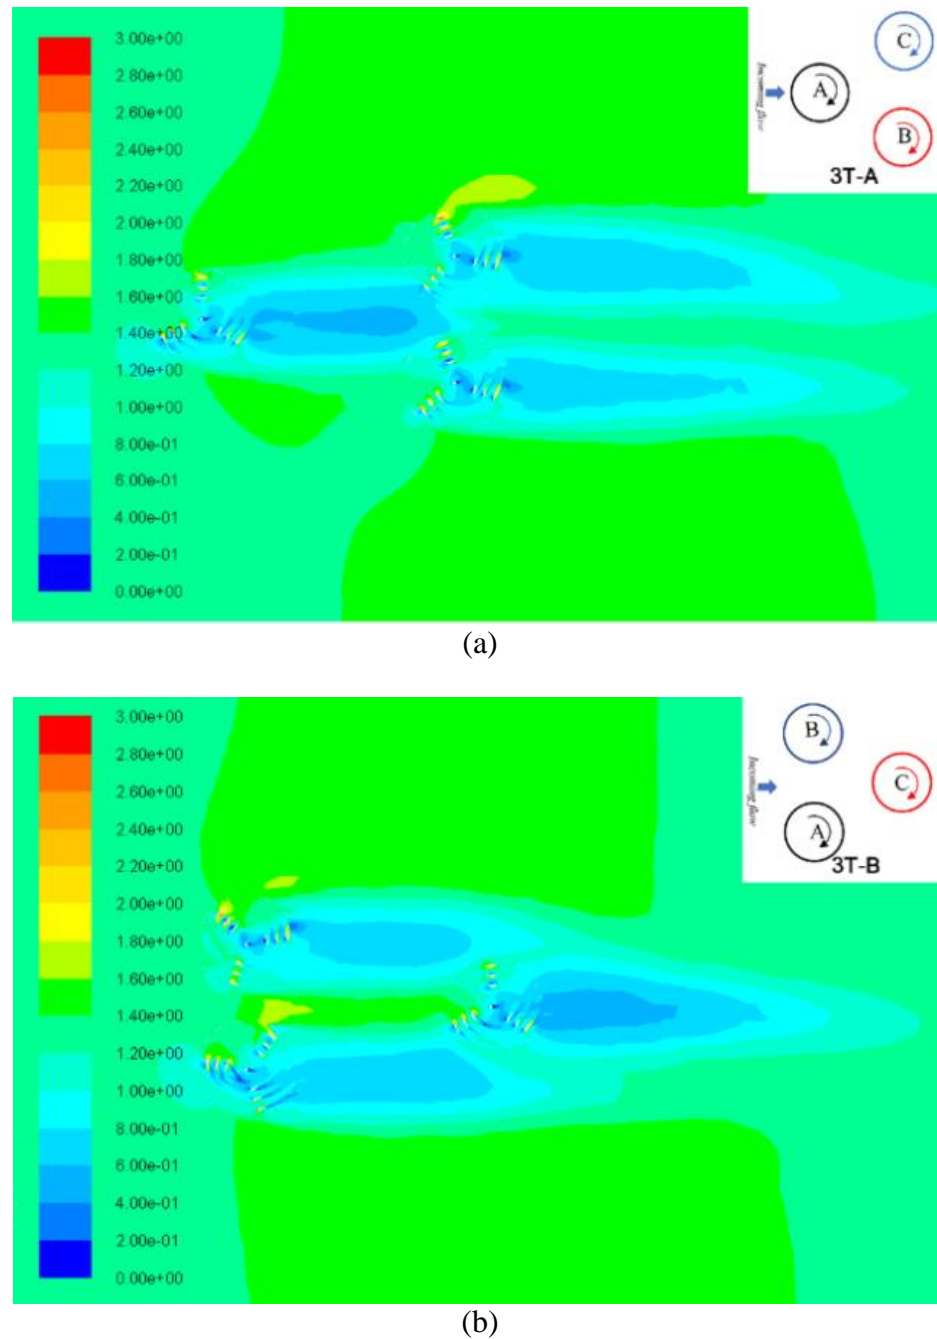 3.00e+00
2.80e+00
2.60e+00
2.40e+00
2.20e+00
2.00e+00
1.80e+00
1.60e+00
1.40e+00
1.20e+00
1.00e+00
8.00e-01
6.00e-01
4.00e-01
2.00e-01
0.00e+00
Incoming flow
C
A
B
3T-A
(a)
3.00e+00
2.80e+00
2.60e+00
2.40e+00
2.20e+00
2.00e+00
1.80e+00
1.60e+00
1.40e+00
1.20e+00
1.00e+00
8.00e-01
6.00e-01
4.00e-01
2.00e-01
0.00e+00
Incoming flow
B
C
A
3T-B
(b)